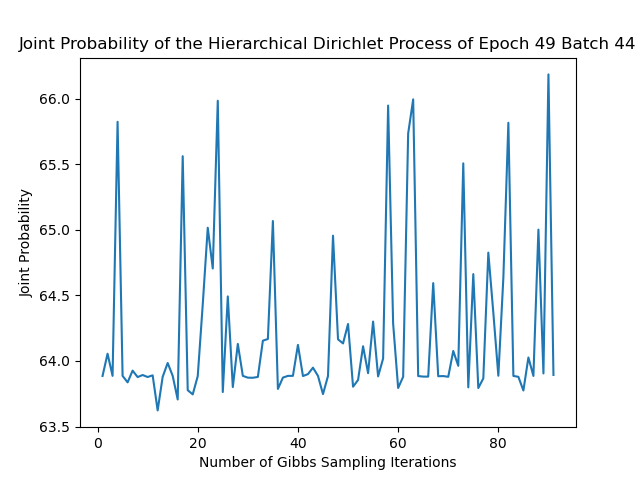 Joint Probability of the Hierarchical Dirichlet Process of Epoch 49 Batch 44
66.0
65.5
65.0
64.5
64.0
63.5
Joint Probability
0 20 40 60 80
Number of Gibbs Sampling Iterations